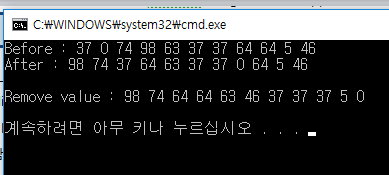 C:₩WINDOWS₩system32₩cmd.exe
Before : 37 0 74 98 63 37 37 64 64 5 46
After : 98 74 37 64 63 37 37 0 64 5 46
Remove value : 98 74 64 64 63 46 37 37 37 5 0
계속하려면 아무 키나 누르십시오 . . .